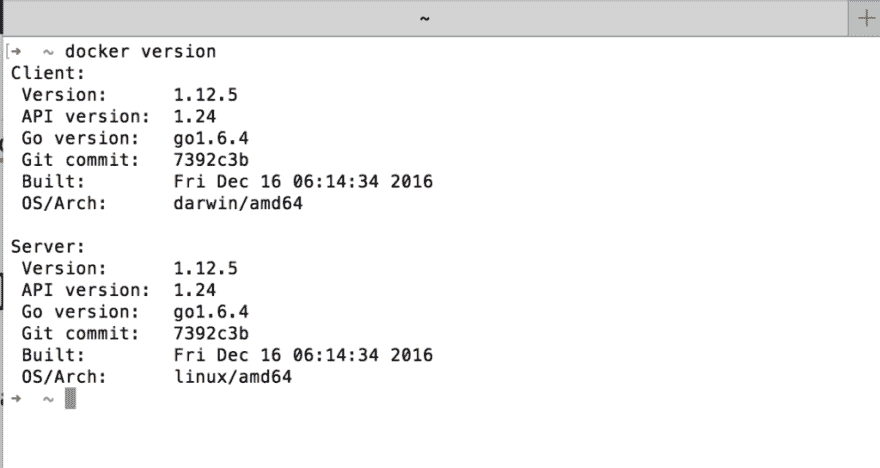 ~
[➜  ~ docker version
Client:
 Version:      1.12.5
 API version:  1.24
 Go version:   go1.6.4
 Git commit:   7392c3b
 Built:        Fri Dec 16 06:14:34 2016
 OS/Arch:      darwin/amd64

Server:
 Version:      1.12.5
 API version:  1.24
 Go version:   go1.6.4
 Git commit:   7392c3b
 Built:        Fri Dec 16 06:14:34 2016
 OS/Arch:      linux/amd64
➜  ~